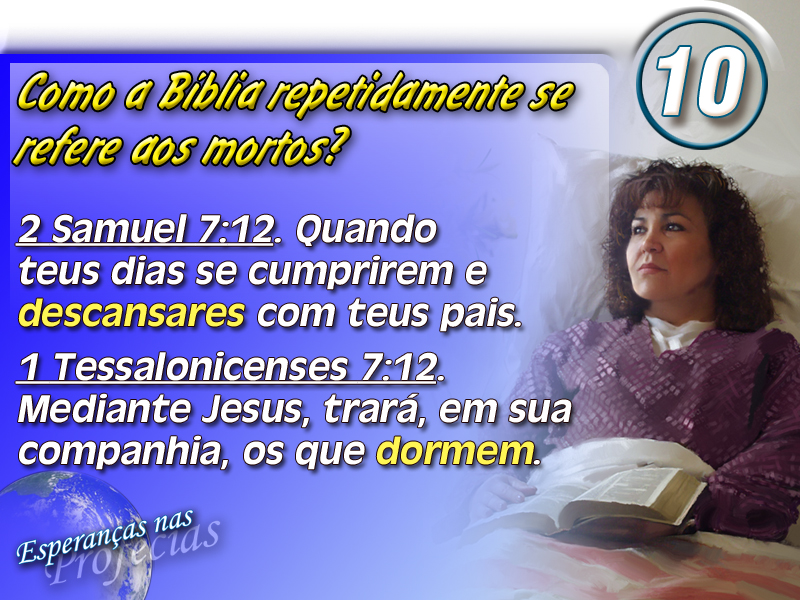 Como a Bíblia repetidamente se
refere aos mortos?
10
2 Samuel 7:12. Quando
teus dias se cumprirem e
descansares com teus pais.
1 Tessalonicenses 7:12.
Mediante Jesus, trará, em sua
companhia, os que dormem.
Esperanças nas
Profecias